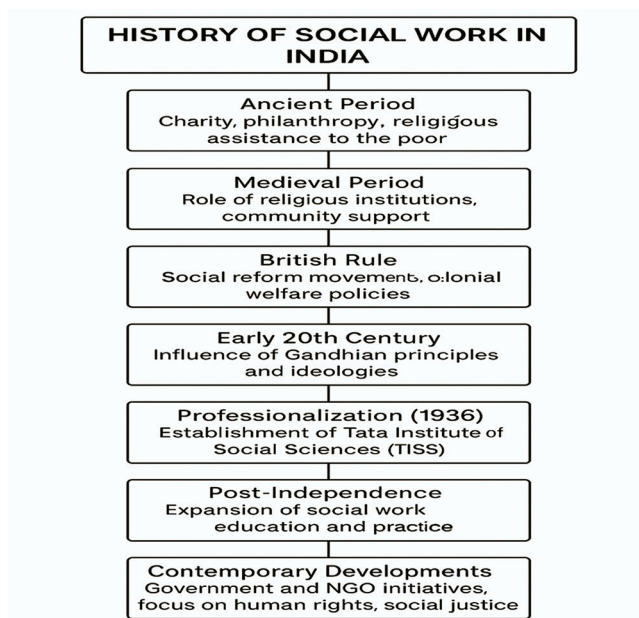 HISTORY OF SOCIAL WORK IN
INDIA
Ancient Period
Charity, philanthropy, religigous
assistance to the poor
Medieval Period
Role of religious institutions,
community support
British Rule
Social reform
welfare policies
Early 20th Century
Influence of Gandhian principles
and ideologies
Professionalization (1936)
Establishment of Tata Institute of
Social Sciences (TISS)
Post-Independence
Expansion of social work
education and practice
Contemporary Developments
Government and NGO initiatives,
focus on human rights, social justice